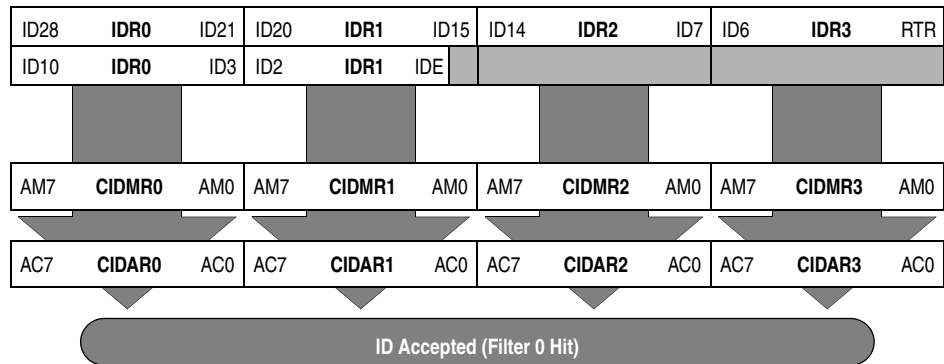 ID28 IDR0 ID21 ID20 IDR1 ID15 ID14 IDR2 ID7 ID6 IDR3 RTR
ID10 IDR0 ID3 ID2 IDR1 IDE
AM7 CIDMR0 AM0 AM7 CIDMR1 AM0 AM7 CIDMR2 AM0 AM7 CIDMR3 AM0
AC7 CIDAR0 AC0 AC7 CIDAR1 AC0 AC7 CIDAR2 AC0 AC7 CIDAR3 AC0
ID Accepted (Filter 0 Hit)